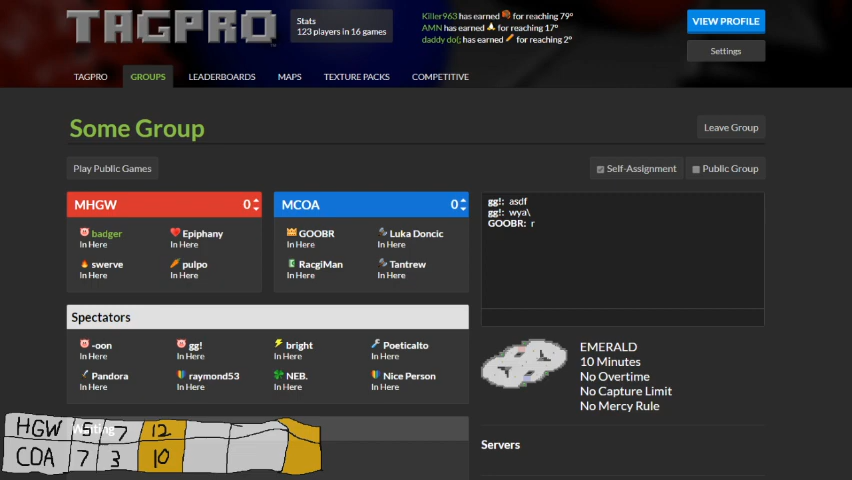 TAGPRO
Stats
123 players in 16 games
Killer963 has earned for reaching 79°
AMN has earned for reaching 17°
daddy do(; has earned for reaching 2°
VIEW PROFILE
Settings
TAGPRO GROUPS LEADERBOARDS MAPS TEXTURE PACKS COMPETITIVE
Some Group
Leave Group
Play Public Games
Self-Assignment
Public Group
MHGW 0
badger Epiphany
In Here In Here
swerve pulpo
In Here In Here
MCOA 0
GOOBR Luka Doncic
In Here In Here
RacgiMan Tantrew
In Here In Here
gg!: asdf
gg!: wya\
GOOBR: r
Spectators
-oon gg! bright Poeticalto
In Here In Here In Here In Here
Pandora raymond53 NEB. Nice Person
In Here In Here In Here In Here
EMERALD
10 Minutes
No Overtime
No Capture Limit
No Mercy Rule
Servers
HGW 5 7 12
COA 7 3 10